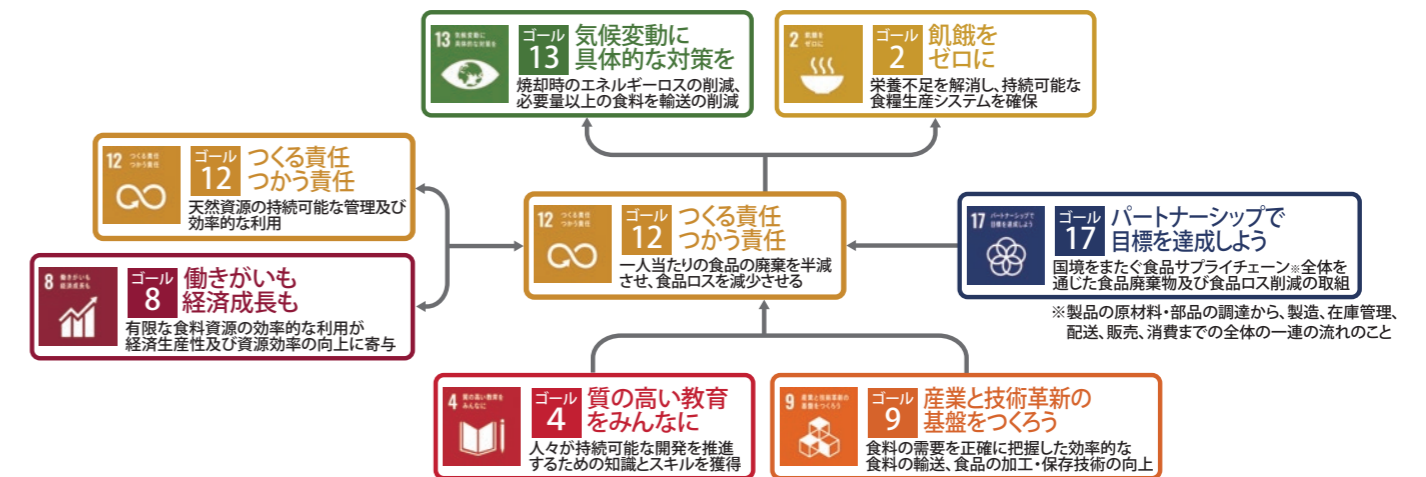 13 気候変動に
具体的な対策を
ゴール
13
気候変動に
具体的な対策を
焼却時のエネルギーロスの削減、
必要量以上の食料を輸送の削減
2 飢餓を
ゼロに
ゴール
2
飢餓を
ゼロに
栄養不足を解消し、持続可能な
食糧生産システムを確保
12 つくる責任
つかう責任
ゴール
12
つくる責任
つかう責任
天然資源の持続可能な管理及び
効率的な利用
8 働きがいも
経済成長も
ゴール
8
働きがいも
経済成長も
有限な食料資源の効率的な利用が
経済生産性及び資源効率の向上に寄与
12 つくる責任
つかう責任
ゴール
12
つくる責任
つかう責任
一人当たりの食品の廃棄を半減
させ、食品ロスを減少させる
17 パートナーシップで
目標を達成しよう
ゴール
17
パートナーシップで
目標を達成しよう
国境をまたぐ食品サプライチェーン※全体を
通じた食品廃棄物及び食品ロス削減の取組
※製品の原材料・部品の調達から、製造、在庫管理、
配送、販売、消費までの全体の一連の流れのこと
4 質の高い教育を
みんなに
ゴール
4
質の高い教育
をみんなに
人々が持続可能な開発を推進
するための知識とスキルを獲得
9 産業と技術革新の
基盤をつくろう
ゴール
9
産業と技術革新の
基盤をつくろう
食料の需要を正確に把握した効率的な
食料の輸送、食品の加工・保存技術の向上